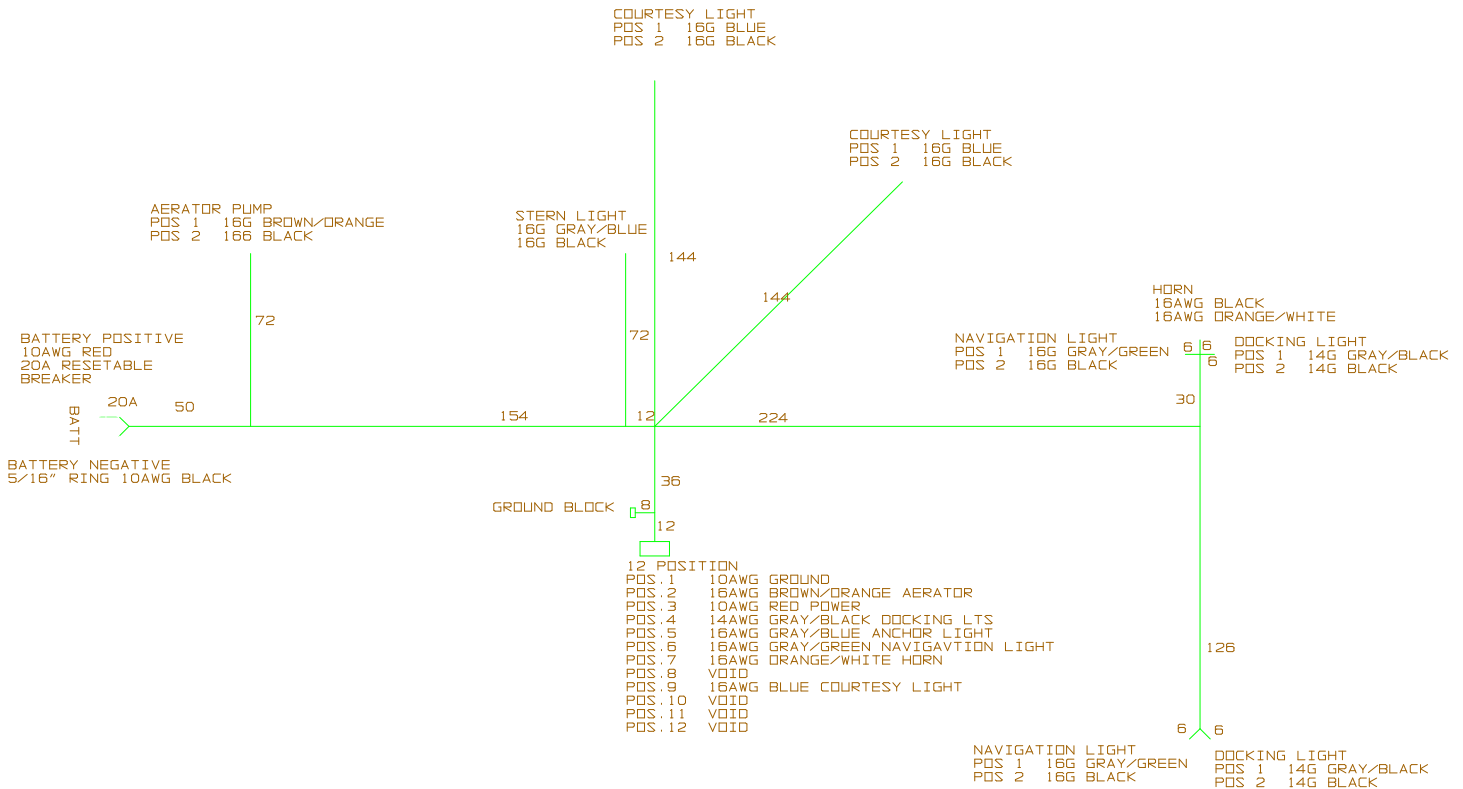 COURTESY LIGHT
POS 1 16G BLUE
POS 2 16G BLACK
COURTESY LIGHT
POS 1 16G BLUE
POS 2 16G BLACK
AERATOR PUMP
POS 1 16G BROWN/ORANGE
POS 2 166 BLACK
STERN LIGHT
16G GRAY/BLUE
16G BLACK
144
144
72
72
HORN
16AWG BLACK
16AWG ORANGE/WHITE
NAVIGATION LIGHT
POS 1 16G GRAY/GREEN
POS 2 16G BLACK
6
6
6
DOCKING LIGHT
POS 1 14G GRAY/BLACK
POS 2 14G BLACK
30
BATTERY POSITIVE
10AWG RED
20A RESETABLE
BREAKER
20A
50
BATT
154
12
224
BATTERY NEGATIVE
5/16" RING 10AWG BLACK
36
GROUND BLOCK
8
12
12 POSITION
POS.1 10AWG GROUND
POS.2 16AWG BROWN/ORANGE AERATOR
POS.3 10AWG RED POWER
POS.4 14AWG GRAY/BLACK DOCKING LTS
POS.5 16AWG GRAY/BLUE ANCHOR LIGHT
POS.6 16AWG GRAY/GREEN NAVIGAVTION LIGHT
POS.7 16AWG ORANGE/WHITE HORN
POS.8 VOID
POS.9 16AWG BLUE COURTESY LIGHT
POS.10 VOID
POS.11 VOID
POS.12 VOID
126
6
6
NAVIGATION LIGHT
POS 1 16G GRAY/GREEN
POS 2 16G BLACK
DOCKING LIGHT
POS 1 14G GRAY/BLACK
POS 2 14G BLACK